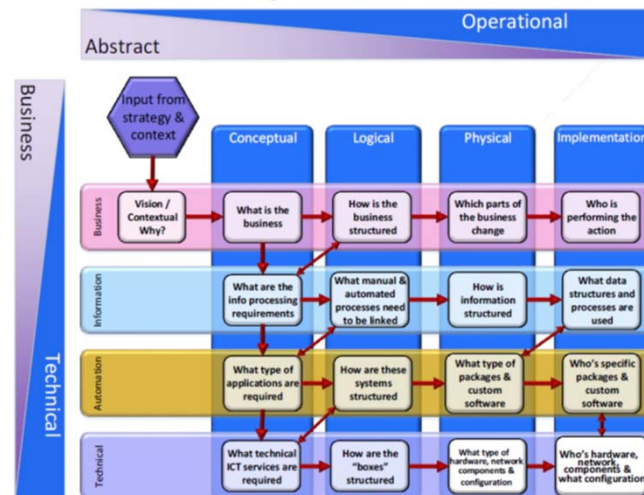 Operational
Abstract
Business
Technical
Input from
strategy &
context
Conceptual
Logical
Physical
Implementation
Business
Vision /
Contextual
Why?
What is the
business
How is the
business
structured
Which parts
of the business
change
Who is
performing the
action
Information
What are the
info processing
requirements
What manual &
automated
processes need
to be linked
How is
information
structured
What data
structures and
processes are
used
Automation
What type of
applications are
required
How are these
systems
structured
What type of
packages &
custom software
Who's specific
packages &
custom software
Technical
What technical
ICT services are
required
How are the
"boxes"
structured
What type of
hardware, network
components &
configuration
Who's hardware,
network,
components &
what configuration